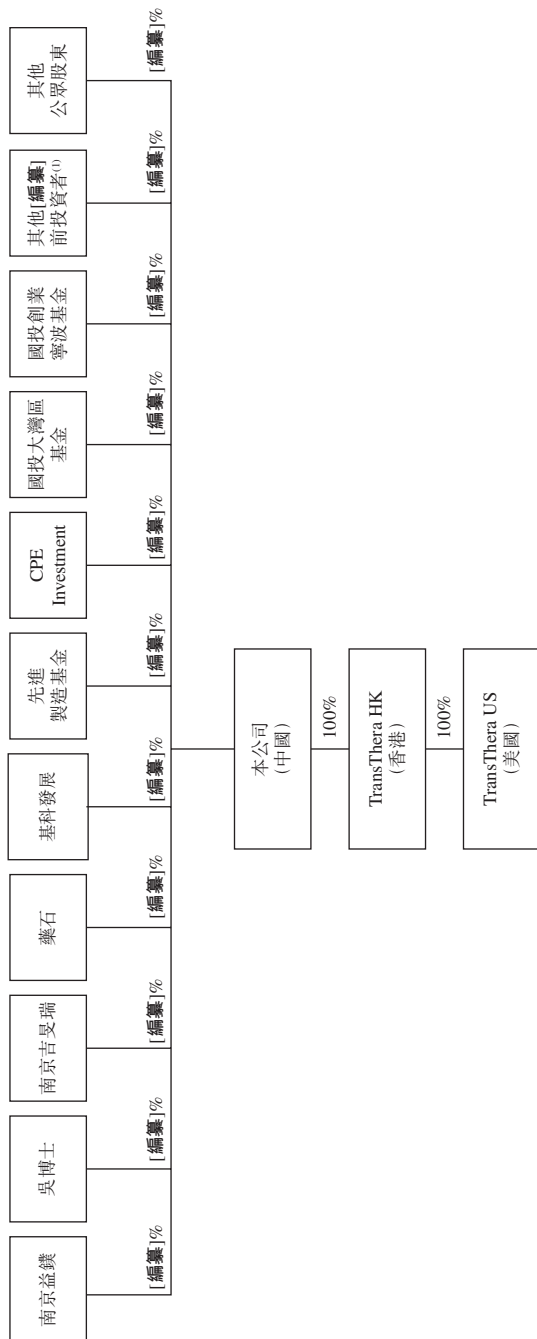 南京益鏷
[編纂]%
吳博士
[編纂]%
南京吉旻瑞
[編纂]%
藥石
[編纂]%
基科發展
[編纂]%
先進
製造基金
[編纂]%
CPE
Investment
[編纂]%
國投大灣區
基金
[編纂]%
國投創業
寧波基金
[編纂]%
其他[編纂]
前投資者(1)
[編纂]%
其他
公眾股東
[編纂]%
本公司
(中國)
100%
TransThera HK
(香港)
100%
TransThera US
(美國)